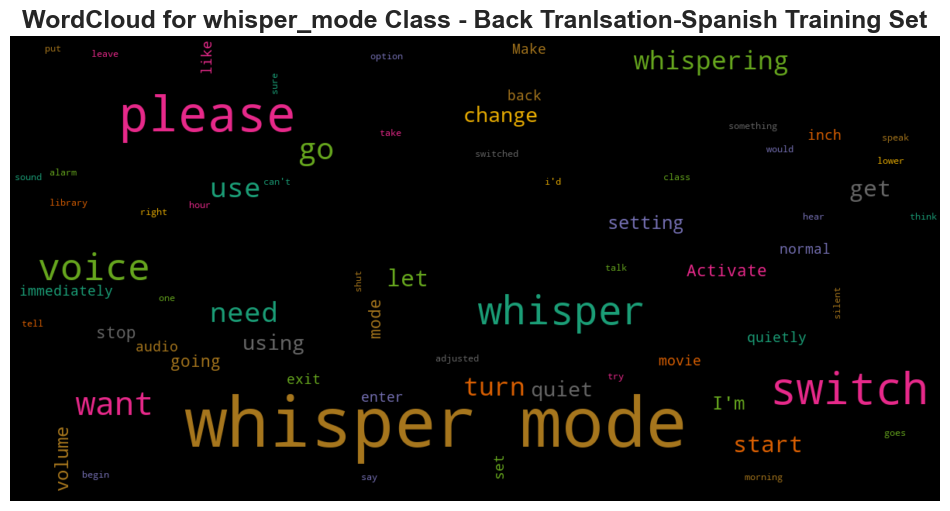 WordCloud for whisper_mode Class - Back Tranlsation-Spanish Training Set
put
leave
like
sure
option
Make
whispering
please
back
change
go
take
switched
something
would
inch
speak
lower
sound
alarm
use
can't
i'd
class
get
library
right
hour
setting
hear
think
normal
voice
let
talk
Activate
immediately
one
shut
mode
need
whisper
silent
tell
stop
audio
using
going
adjusted
movie
quietly
exit
enter
turn
quiet
try
switch
want
I'm
whisper mode
start
goes
volume
begin
set
say
morning